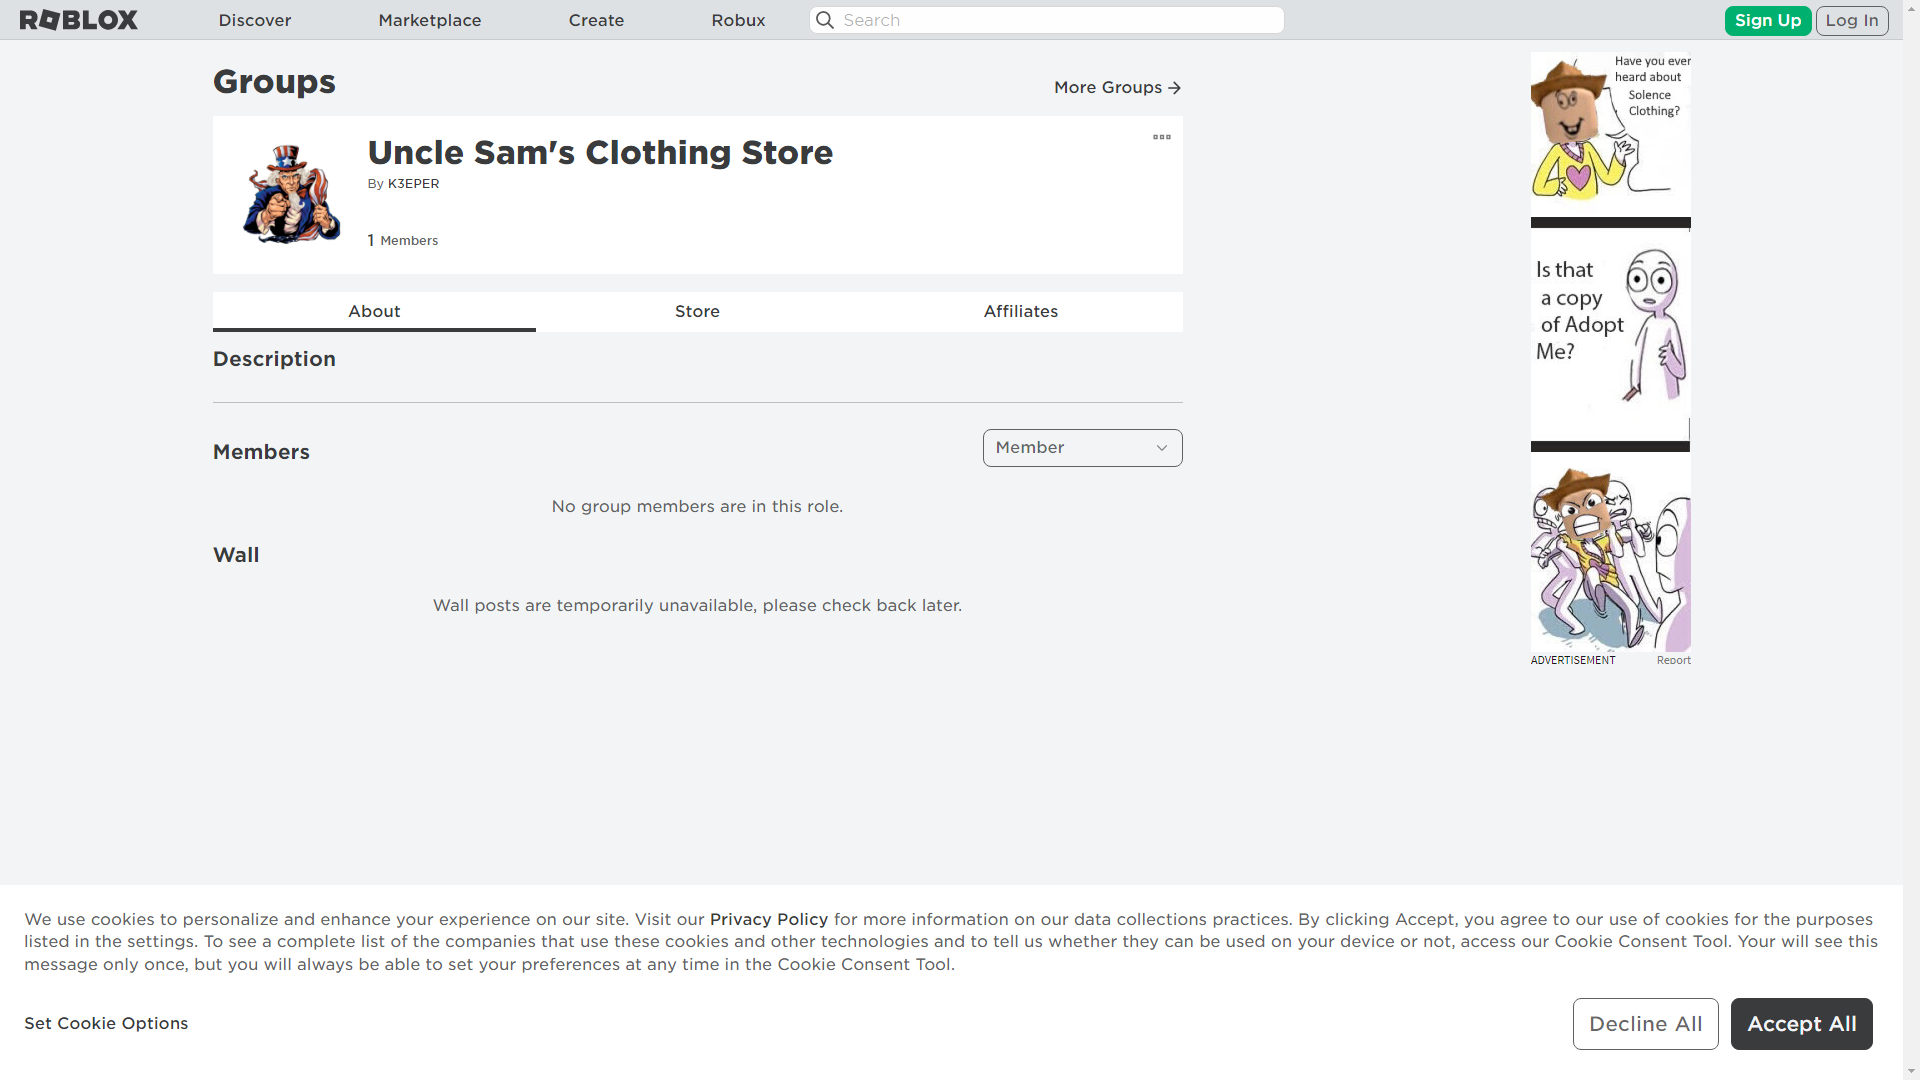 ROBLOX
Discover
Marketplace
Create
Robux
Search
Sign Up
Log In
Groups
More Groups
Uncle Sam's Clothing Store
By K3EPER
1 Members
About
Store
Affiliates
Description
Members
Member
No group members are in this role.
Wall
Wall posts are temporarily unavailable, please check back later.
Have you ever
heard about
Solence
Clothing?
Is that
a copy
of Adopt
Me?
ADVERTISEMENT
Report
We use cookies to personalize and enhance your experience on our site. Visit our Privacy Policy for more information on our data collections practices. By clicking Accept, you agree to our use of cookies for the purposes
listed in the settings. To see a complete list of the companies that use these cookies and other technologies and to tell us whether they can be used on your device or not, access our Cookie Consent Tool. Your will see this
message only once, but you will always be able to set your preferences at any time in the Cookie Consent Tool.
Set Cookie Options
Decline All
Accept All